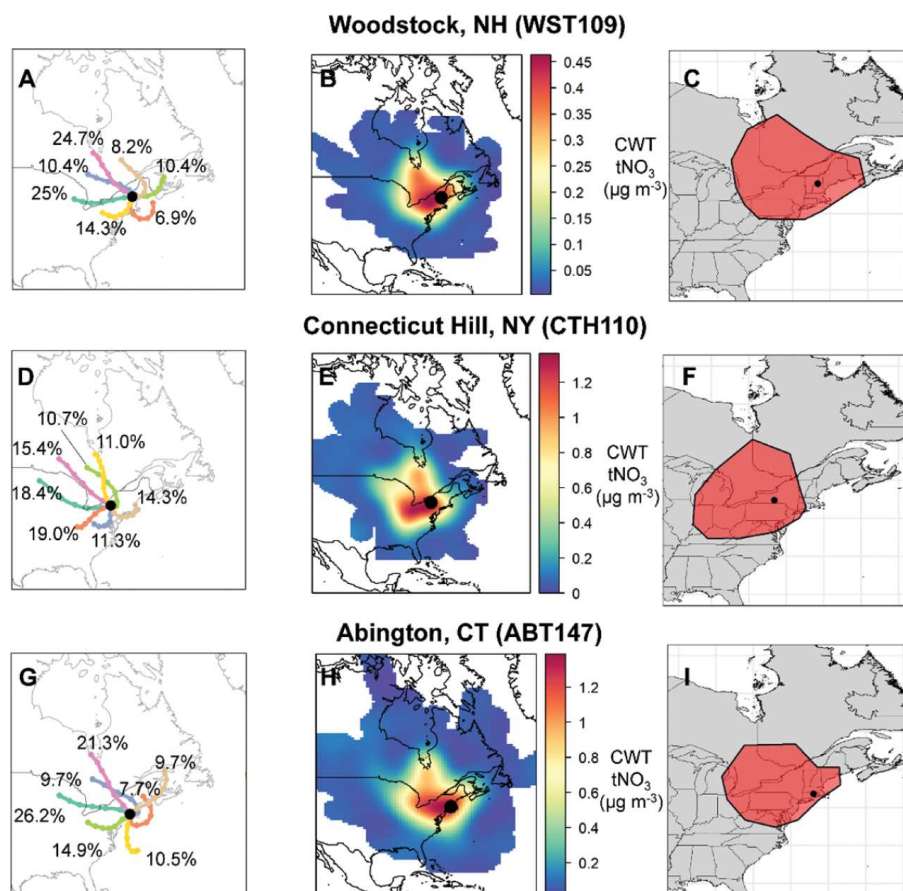 Woodstock, NH (WST109)
A
24.7%
8.2%
10.4%
10.4%
25%
14.3%
6.9%
B
0.45
0.40
0.35
0.30
0.25
0.20
0.15
0.10
0.05
CWT
tNO₃
(µg m⁻³)
C
Connecticut Hill, NY (CTH110)
D
10.7%
11.0%
15.4%
18.4%
14.3%
19.0%
11.3%
E
1.2
1
0.8
0.6
0.4
0.2
0
CWT
tNO₃
(µg m⁻³)
F
Abington, CT (ABT147)
G
21.3%
9.7%
9.7%
7.7%
26.2%
14.9%
10.5%
H
1.2
1
0.8
0.6
0.4
0.2
CWT
tNO₃
(µg m⁻³)
I